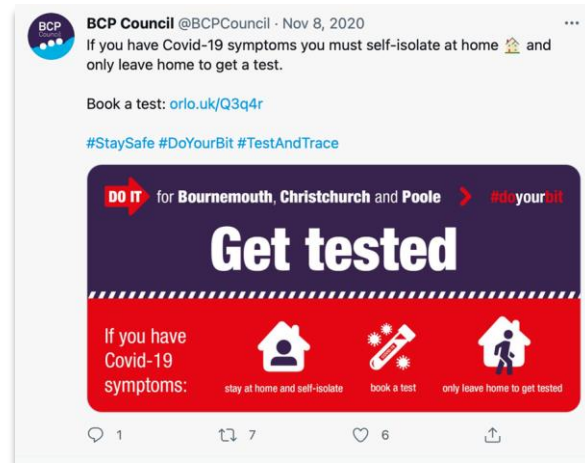 BCP
Council
BCP Council @BCPCouncil · Nov 8, 2020
If you have Covid-19 symptoms you must self-isolate at home 🏠 and
only leave home to get a test.
Book a test: orlo.uk/Q3q4r
#StaySafe #DoYourBit #TestAndTrace
DO IT for Bournemouth, Christchurch and Poole > #doyourbit
Get tested
If you have
Covid-19
symptoms:
stay at home and self-isolate
book a test
only leave home to get tested
1 7 6